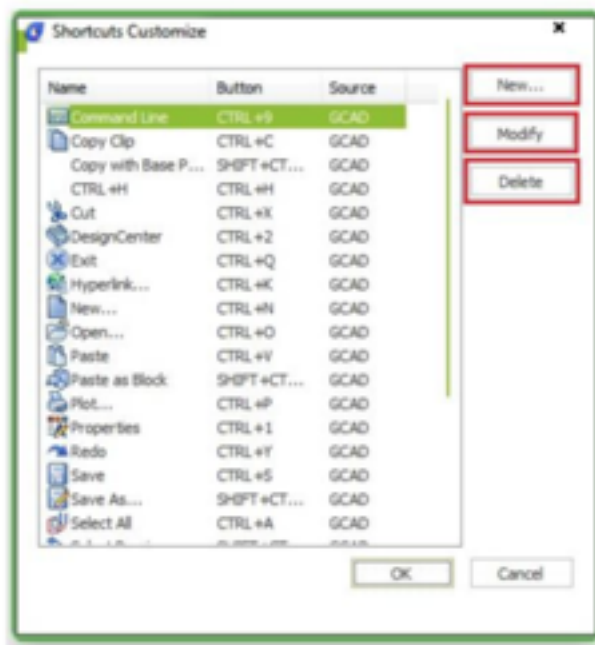 Shortcuts Customize
Name Button Source
Command Line CTRL+9 GCAD
Copy Clip CTRL+C GCAD
Copy with Base P... SHIFT+CT... GCAD
CTRL+H CTRL+H GCAD
Cut CTRL+X GCAD
DesignCenter CTRL+2 GCAD
Exit CTRL+Q GCAD
Hyperlink... CTRL+K GCAD
New... CTRL+N GCAD
Open... CTRL+O GCAD
Paste CTRL+V GCAD
Paste as Block SHIFT+CT... GCAD
Plot... CTRL+P GCAD
Properties CTRL+1 GCAD
Redo CTRL+Y GCAD
Save CTRL+S GCAD
Save As... SHIFT+CT... GCAD
Select All CTRL+A GCAD
New...
Modify
Delete
OK Cancel